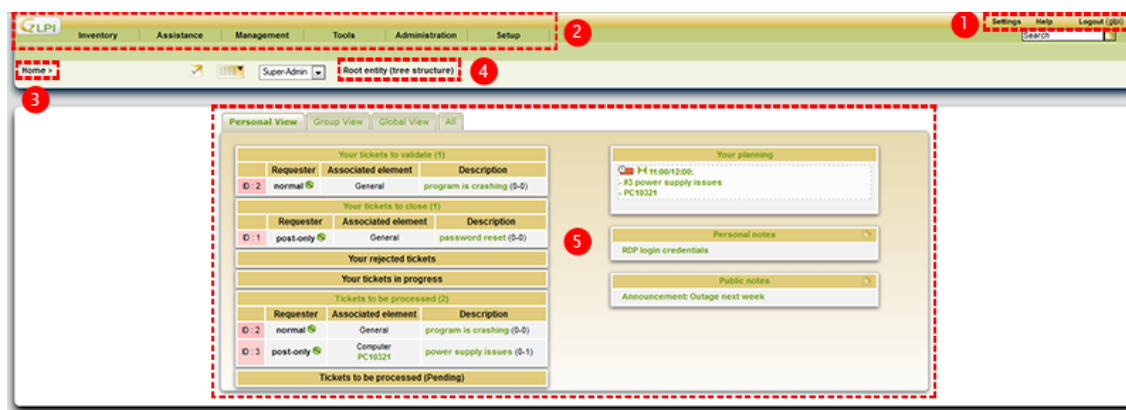 GLPI
Settings Help Logout (glpi)
1
Inventory Assistance Management Tools Administration Setup
2
Search
Home >
Super-Admin
Root entity (tree structure)
4
3
Personal View Group View Global View All
Your tickets to validate (1)
Requester Associated element Description
ID : 2 normal General program is crashing (0-0)
Your tickets to close (1)
Requester Associated element Description
ID : 1 post-only General password reset (0-0)
Your rejected tickets
Your tickets in progress
Tickets to be processed (2)
Requester Associated element Description
ID : 2 normal General program is crashing (0-0)
ID : 3 post-only Computer PC10321 power supply issues (0-1)
Tickets to be processed (Pending)
5
Your planning
11:00/12:00:
- #3 power supply issues
- PC10321
Personal notes
RDP login credentials
Public notes
Announcement: Outage next week